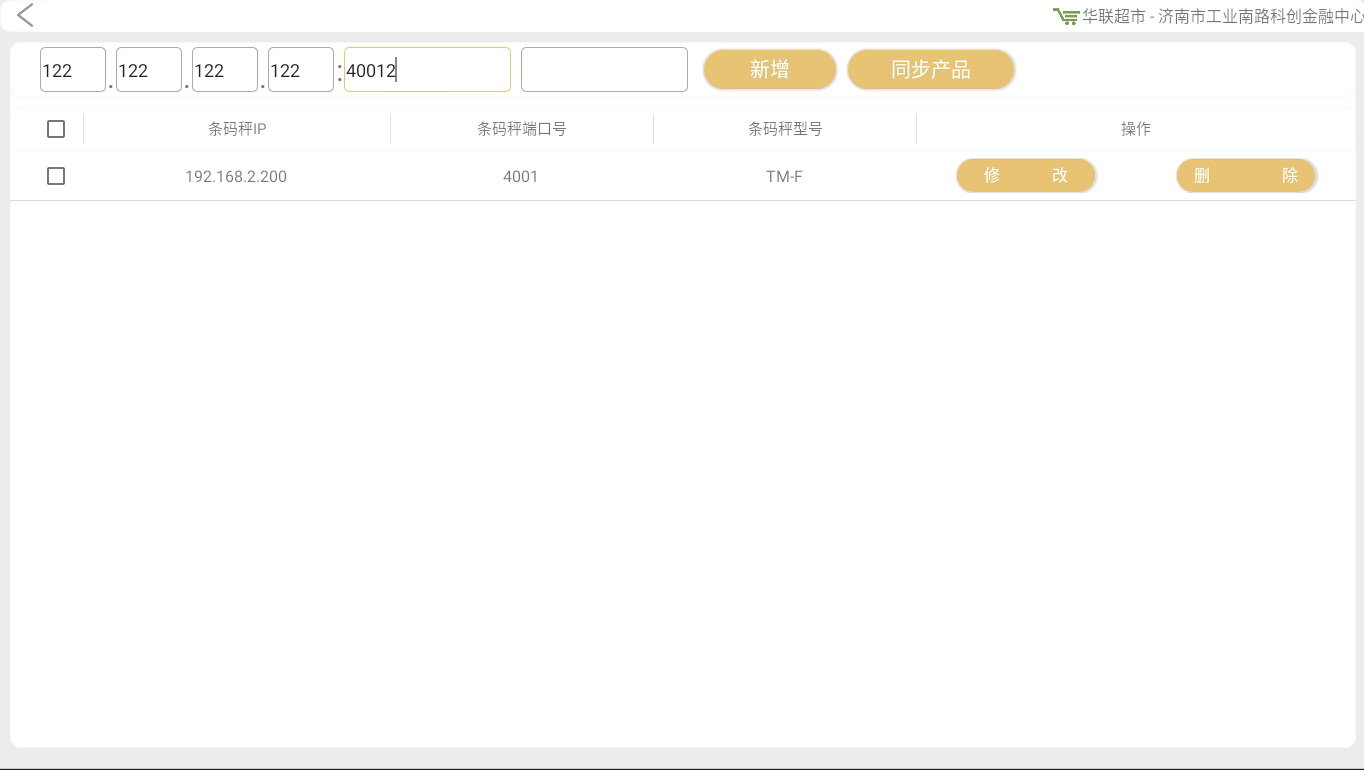 华联超市 - 济南市工业南路科创金融中心
122 . 122 . 122 . 122 : 40012 新增 同步产品
条码秤IP 条码秤端口号 条码秤型号 操作
192.168.2.200 4001 TM-F 修 改 删 除